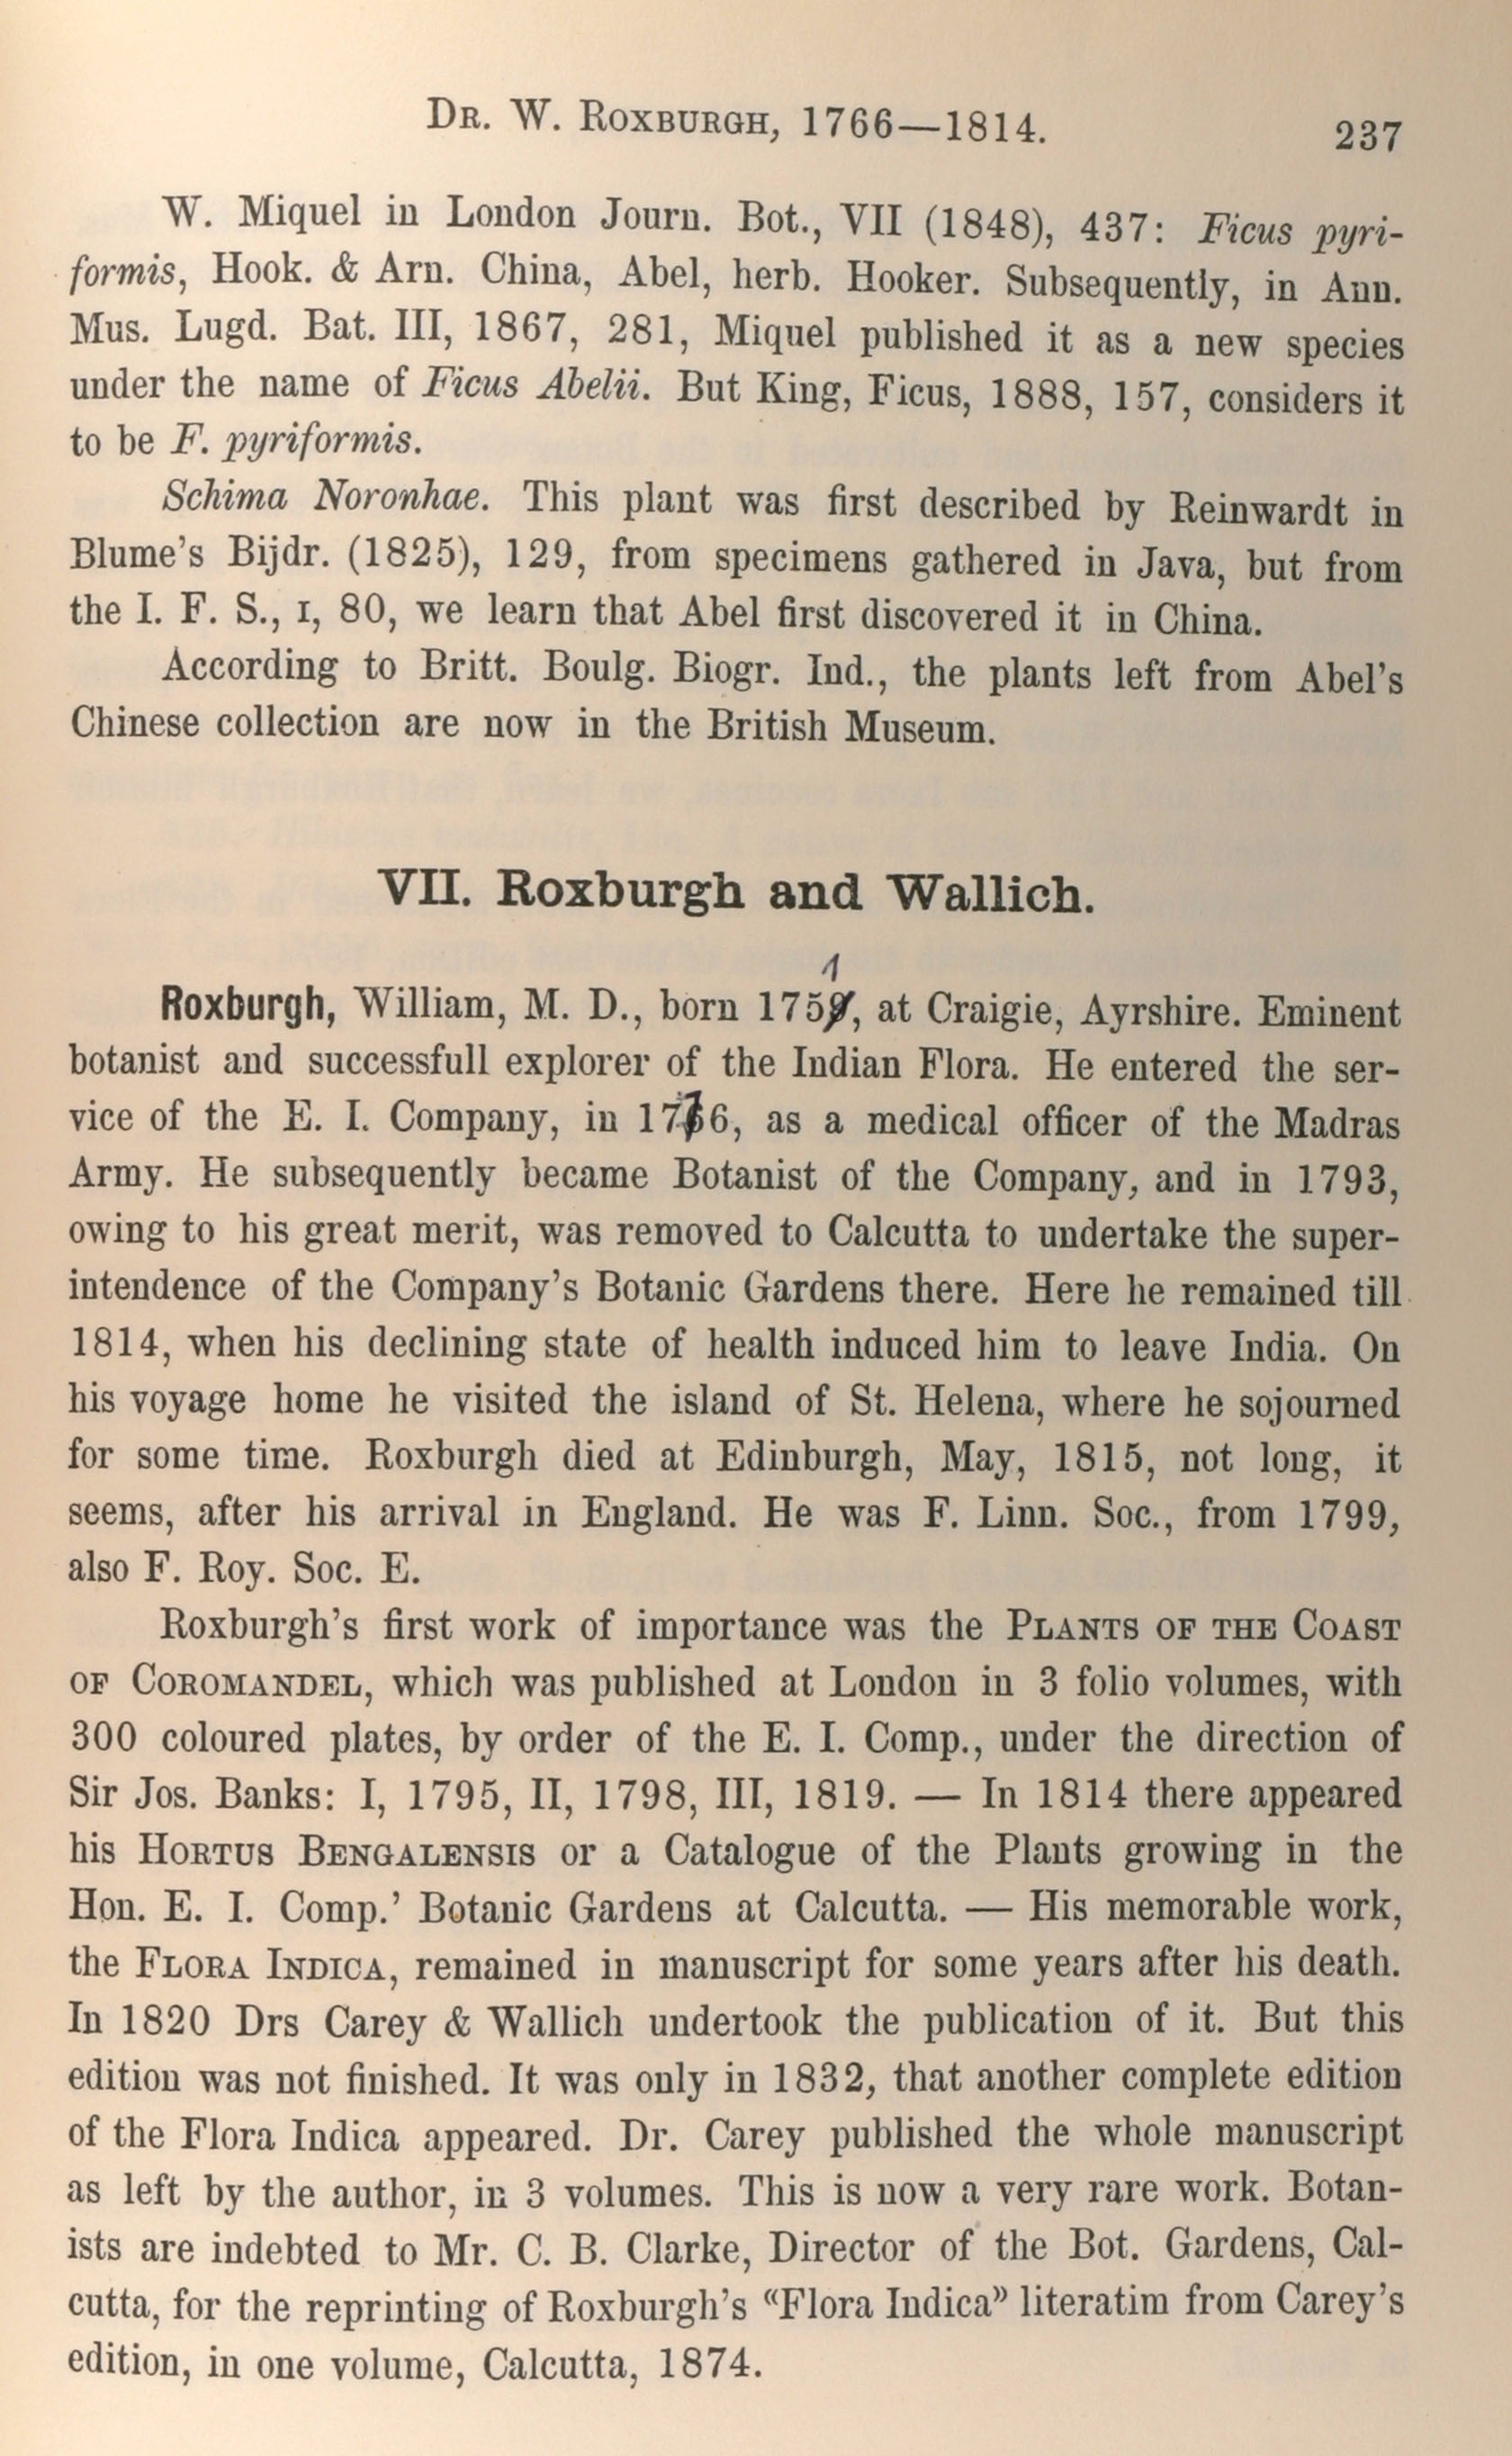 DR. W. ROXBURGH, 1766—1814. 237
W. Miquel in London Journ. Bot., VII (1848), 437: Ficus pyri-
formis, Hook. & Arn. China, Abel, herb. Hooker. Subsequently, in Ann.
Mus. Lugd. Bat. III, 1867, 281, Miquel published it as a new species
under the name of Ficus Abelii. But King, Ficus, 1888, 157, considers it
to be F. pyriformis.
Schima Noronhae. This plant was first described by Reinwardt in
Blume's Bijdr. (1825), 129, from specimens gathered in Java, but from
the I. F. S., I, 80, we learn that Abel first discovered it in China.
According to Britt. Boulg. Biogr. Ind., the plants left from Abel's
Chinese collection are now in the British Museum.
VII. Roxburgh and Wallich.
1
Roxburgh, William, M. D., born 1759, at Craigie, Ayrshire. Eminent
botanist and successfull explorer of the Indian Flora. He entered the ser-
vice of the E. I. Company, in 1776, as a medical officer of the Madras
Army. He subsequently became Botanist of the Company, and in 1793,
owing to his great merit, was removed to Calcutta to undertake the super-
intendence of the Company's Botanic Gardens there. Here he remained till
1814, when his declining state of health induced him to leave India. On
his voyage home he visited the island of St. Helena, where he sojourned
for some time. Roxburgh died at Edinburgh, May, 1815, not long, it
seems, after his arrival in England. He was F. Linn. Soc., from 1799,
also F. Roy. Soc. E.
Roxburgh's first work of importance was the PLANTS OF THE COAST
OF COROMANDEL, which was published at London in 3 folio volumes, with
300 coloured plates, by order of the E. I. Comp., under the direction of
Sir Jos. Banks: I, 1795, II, 1798, III, 1819. — In 1814 there appeared
his HORTUS BENGALENSIS or a Catalogue of the Plants growing in the
Hon. E. I. Comp.' Botanic Gardens at Calcutta. — His memorable work,
the FLORA INDICA, remained in manuscript for some years after his death.
In 1820 Drs Carey & Wallich undertook the publication of it. But this
edition was not finished. It was only in 1832, that another complete edition
of the Flora Indica appeared. Dr. Carey published the whole manuscript
as left by the author, in 3 volumes. This is now a very rare work. Botan-
ists are indebted to Mr. C. B. Clarke, Director of the Bot. Gardens, Cal-
cutta, for the reprinting of Roxburgh's “Flora Indica” literatim from Carey's
edition, in one volume, Calcutta, 1874.